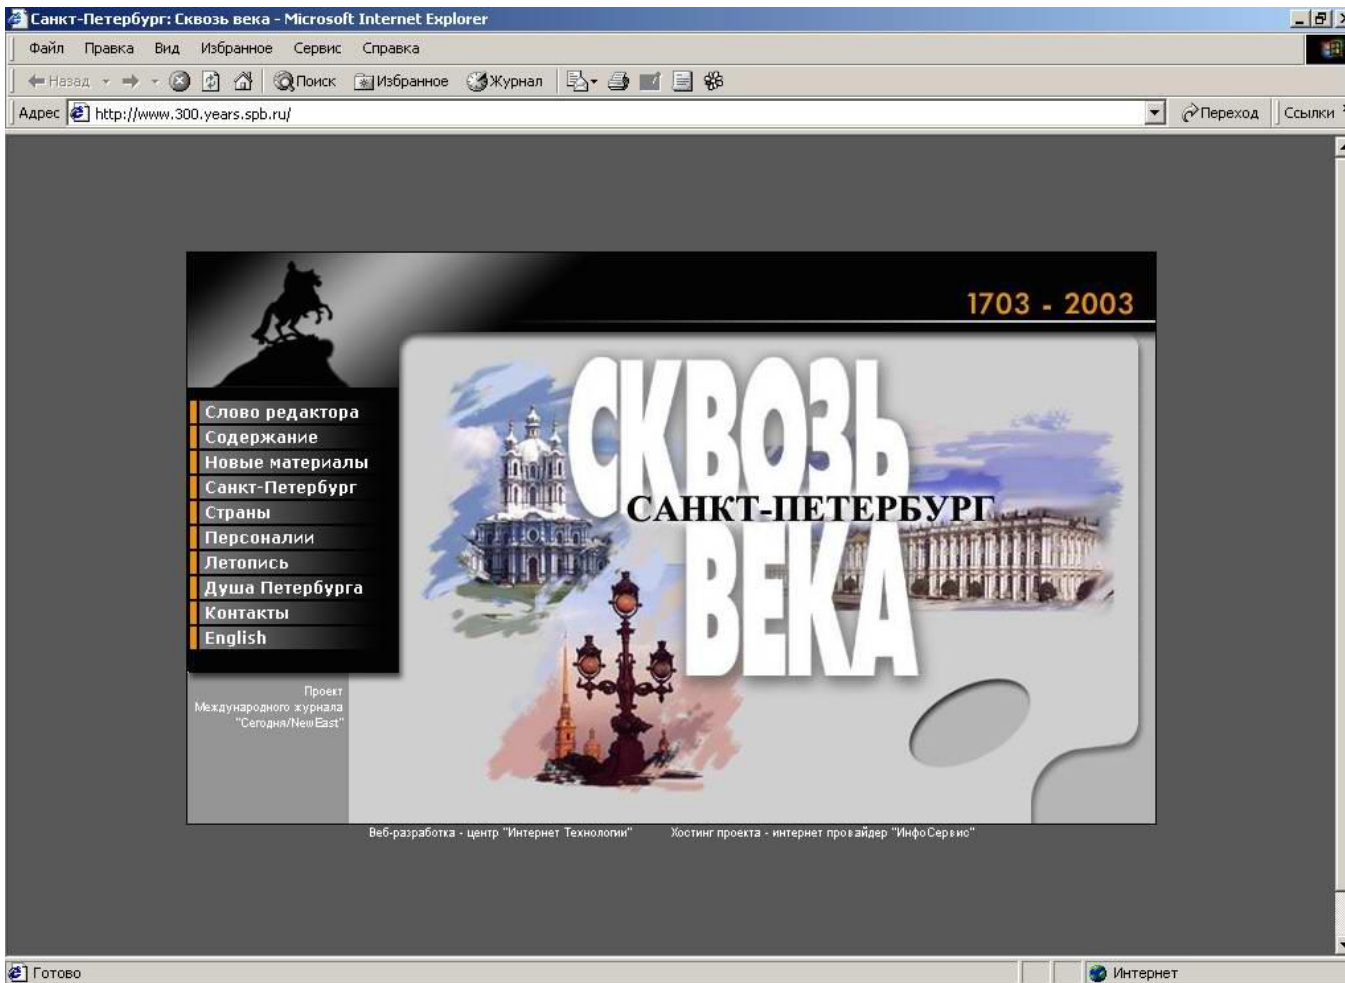 Санкт-Петербург: Сквозь века - Microsoft Internet Explorer
Файл Правка Вид Избранное Сервис Справка
Назад Поиск Избранное Журнал
Адрес http://www.300.years.spb.ru/ Переход Ссылки
1703 - 2003
СКВОЗЬ
САНКТ-ПЕТЕРБУРГ
ВЕКА
Слово редактора
Содержание
Новые материалы
Санкт-Петербург
Страны
Персоналии
Летопись
Душа Петербурга
Контакты
English
Проект
Международного журнала
"Сегодня/NewEast"
Веб-разработка - центр "Интернет Технологии" Хостинг проекта - интернет провайдер "ИнфоСервис"
Готово Интернет